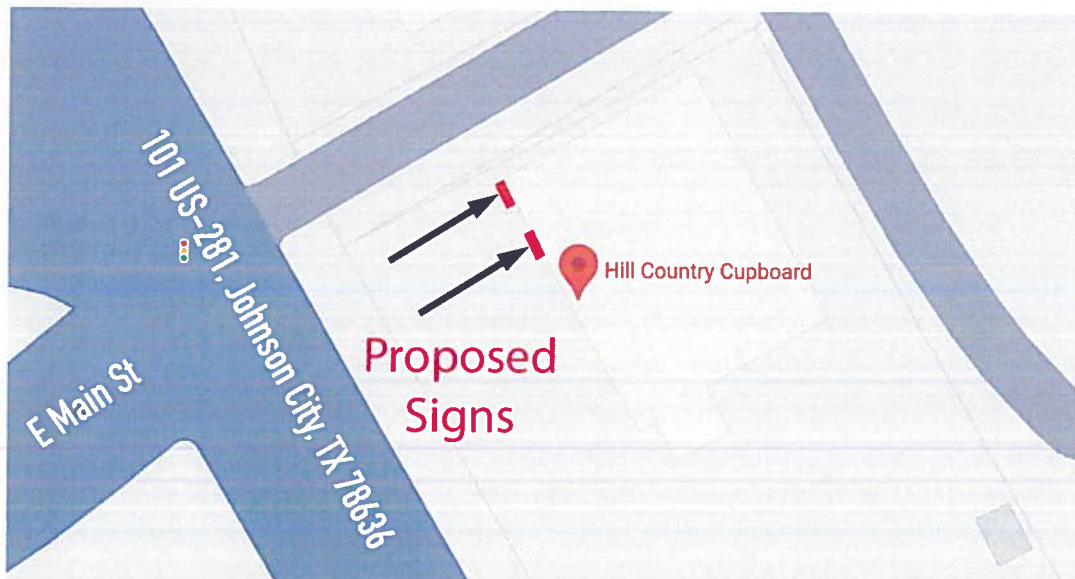 101 US-281, Johnson City, TX 78636
Hill Country Cupboard
Proposed
Signs
E Main St